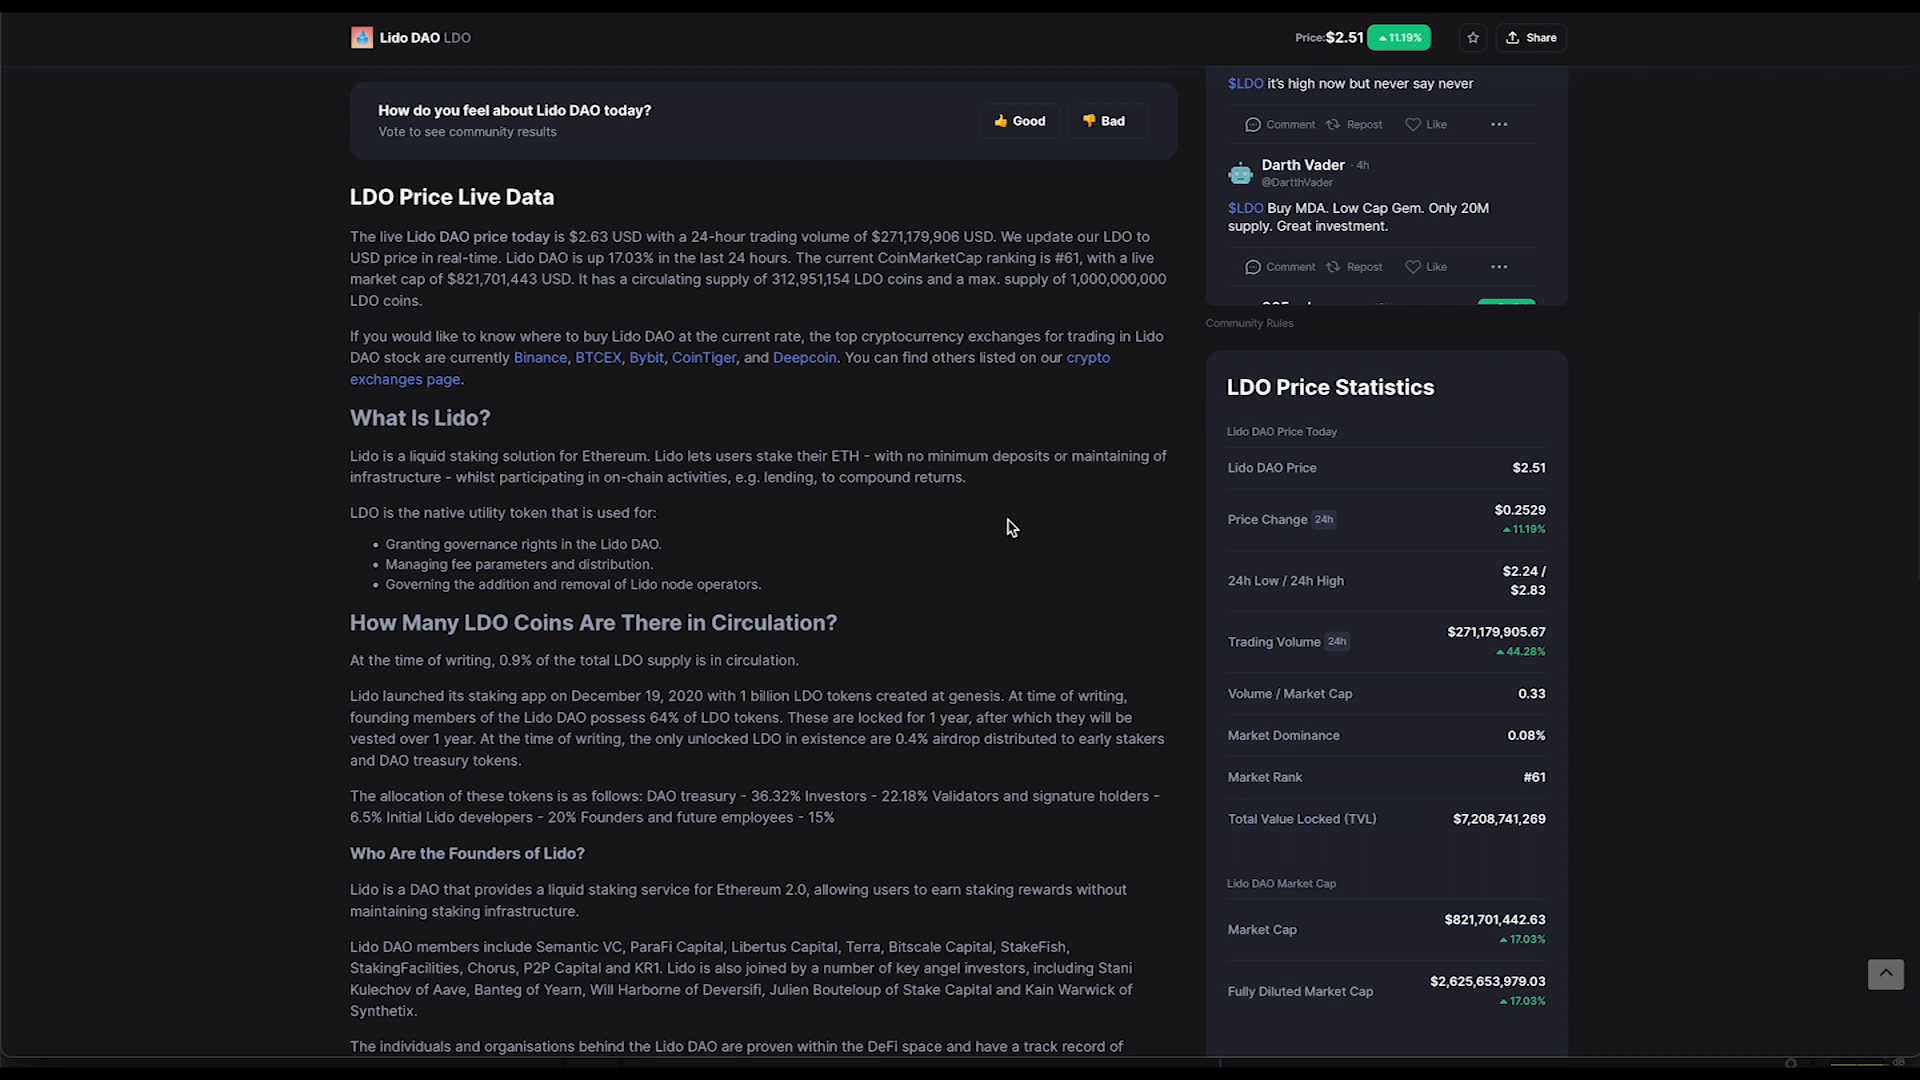 Lido DAO LDO
Price:$2.51 11.19%
Share
How do you feel about Lido DAO today?
Vote to see community results
👍 Good
👎 Bad
LDO Price Live Data
The live Lido DAO price today is $2.63 USD with a 24-hour trading volume of $271,179,906 USD. We update our LDO to
USD price in real-time. Lido DAO is up 17.03% in the last 24 hours. The current CoinMarketCap ranking is #61, with a live
market cap of $821,701,443 USD. It has a circulating supply of 312,951,154 LDO coins and a max. supply of 1,000,000,000
LDO coins.
If you would like to know where to buy Lido DAO at the current rate, the top cryptocurrency exchanges for trading in Lido
DAO stock are currently Binance, BTCEX, Bybit, CoinTiger, and Deepcoin. You can find others listed on our crypto
exchanges page.
What Is Lido?
Lido is a liquid staking solution for Ethereum. Lido lets users stake their ETH - with no minimum deposits or maintaining of
infrastructure - whilst participating in on-chain activities, e.g. lending, to compound returns.
LDO is the native utility token that is used for:
• Granting governance rights in the Lido DAO.
• Managing fee parameters and distribution.
• Governing the addition and removal of Lido node operators.
How Many LDO Coins Are There in Circulation?
At the time of writing, 0.9% of the total LDO supply is in circulation.
Lido launched its staking app on December 19, 2020 with 1 billion LDO tokens created at genesis. At time of writing,
founding members of the Lido DAO possess 64% of LDO tokens. These are locked for 1 year, after which they will be
vested over 1 year. At the time of writing, the only unlocked LDO in existence are 0.4% airdrop distributed to early stakers
and DAO treasury tokens.
The allocation of these tokens is as follows: DAO treasury - 36.32% Investors - 22.18% Validators and signature holders -
6.5% Initial Lido developers - 20% Founders and future employees - 15%
Who Are the Founders of Lido?
Lido is a DAO that provides a liquid staking service for Ethereum 2.0, allowing users to earn staking rewards without
maintaining staking infrastructure.
Lido DAO members include Semantic VC, ParaFi Capital, Libertus Capital, Terra, Bitscale Capital, StakeFish,
StakingFacilities, Chorus, P2P Capital and KR1. Lido is also joined by a number of key angel investors, including Stani
Kulechov of Aave, Banteg of Yearn, Will Harborne of Deversifi, Julien Bouteloup of Stake Capital and Kain Warwick of
Synthetix.
The individuals and organisations behind the Lido DAO are proven within the DeFi space and have a track record of
$LDO it's high now but never say never
Comment Repost Like •••
Darth Vader · 4h
@DartthVader
$LDO Buy MDA. Low Cap Gem. Only 20M
supply. Great investment.
Comment Repost Like •••
Community Rules
LDO Price Statistics
Lido DAO Price Today
Lido DAO Price $2.51
Price Change 24h $0.2529
11.19%
24h Low / 24h High $2.24 /
$2.83
Trading Volume 24h $271,179,905.67
44.28%
Volume / Market Cap 0.33
Market Dominance 0.08%
Market Rank #61
Total Value Locked (TVL) $7,208,741,269
Lido DAO Market Cap
Market Cap $821,701,442.63
17.03%
Fully Diluted Market Cap $2,625,653,979.03
17.03%
dB